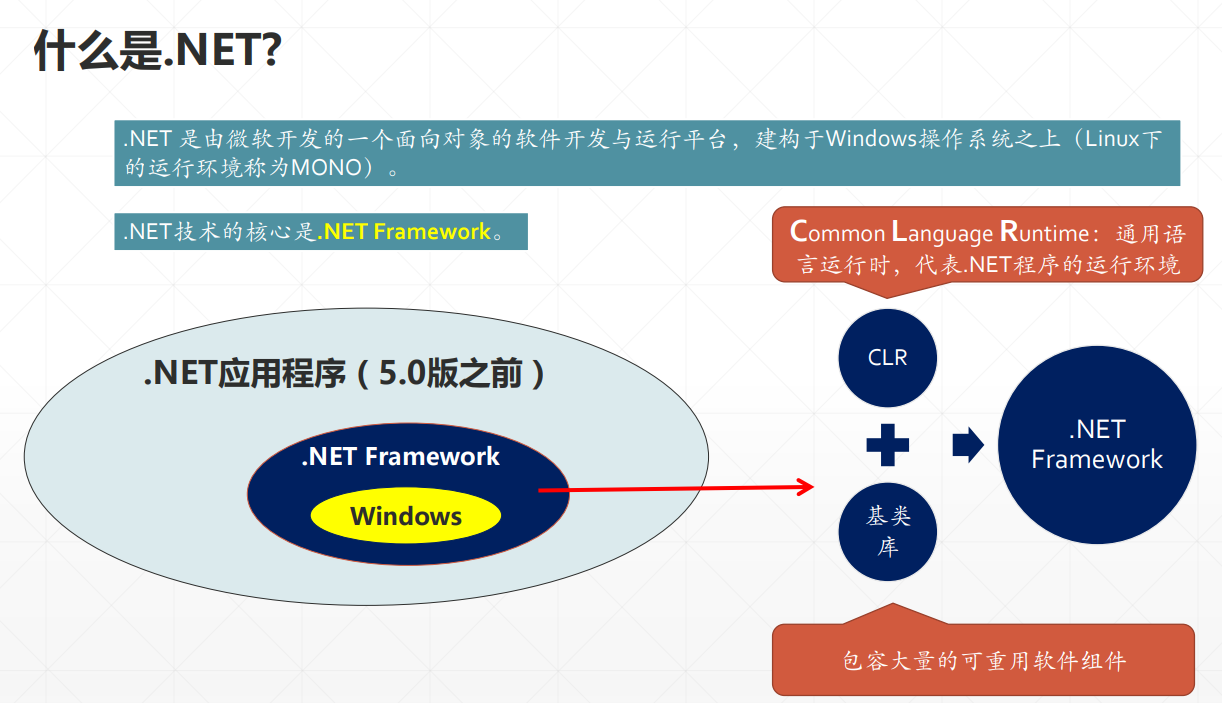 什么是.NET?
.NET 是由微软开发的一个面向对象的软件开发与运行平台，建构于Windows操作系统之上（Linux下
的运行环境称为MONO）。
.NET技术的核心是.NET Framework。
Common Language Runtime：通用语
言运行时，代表.NET程序的运行环境
.NET应用程序（5.0版之前）
.NET Framework
Windows
CLR
基类
库
.NET
Framework
包容大量的可重用软件组件